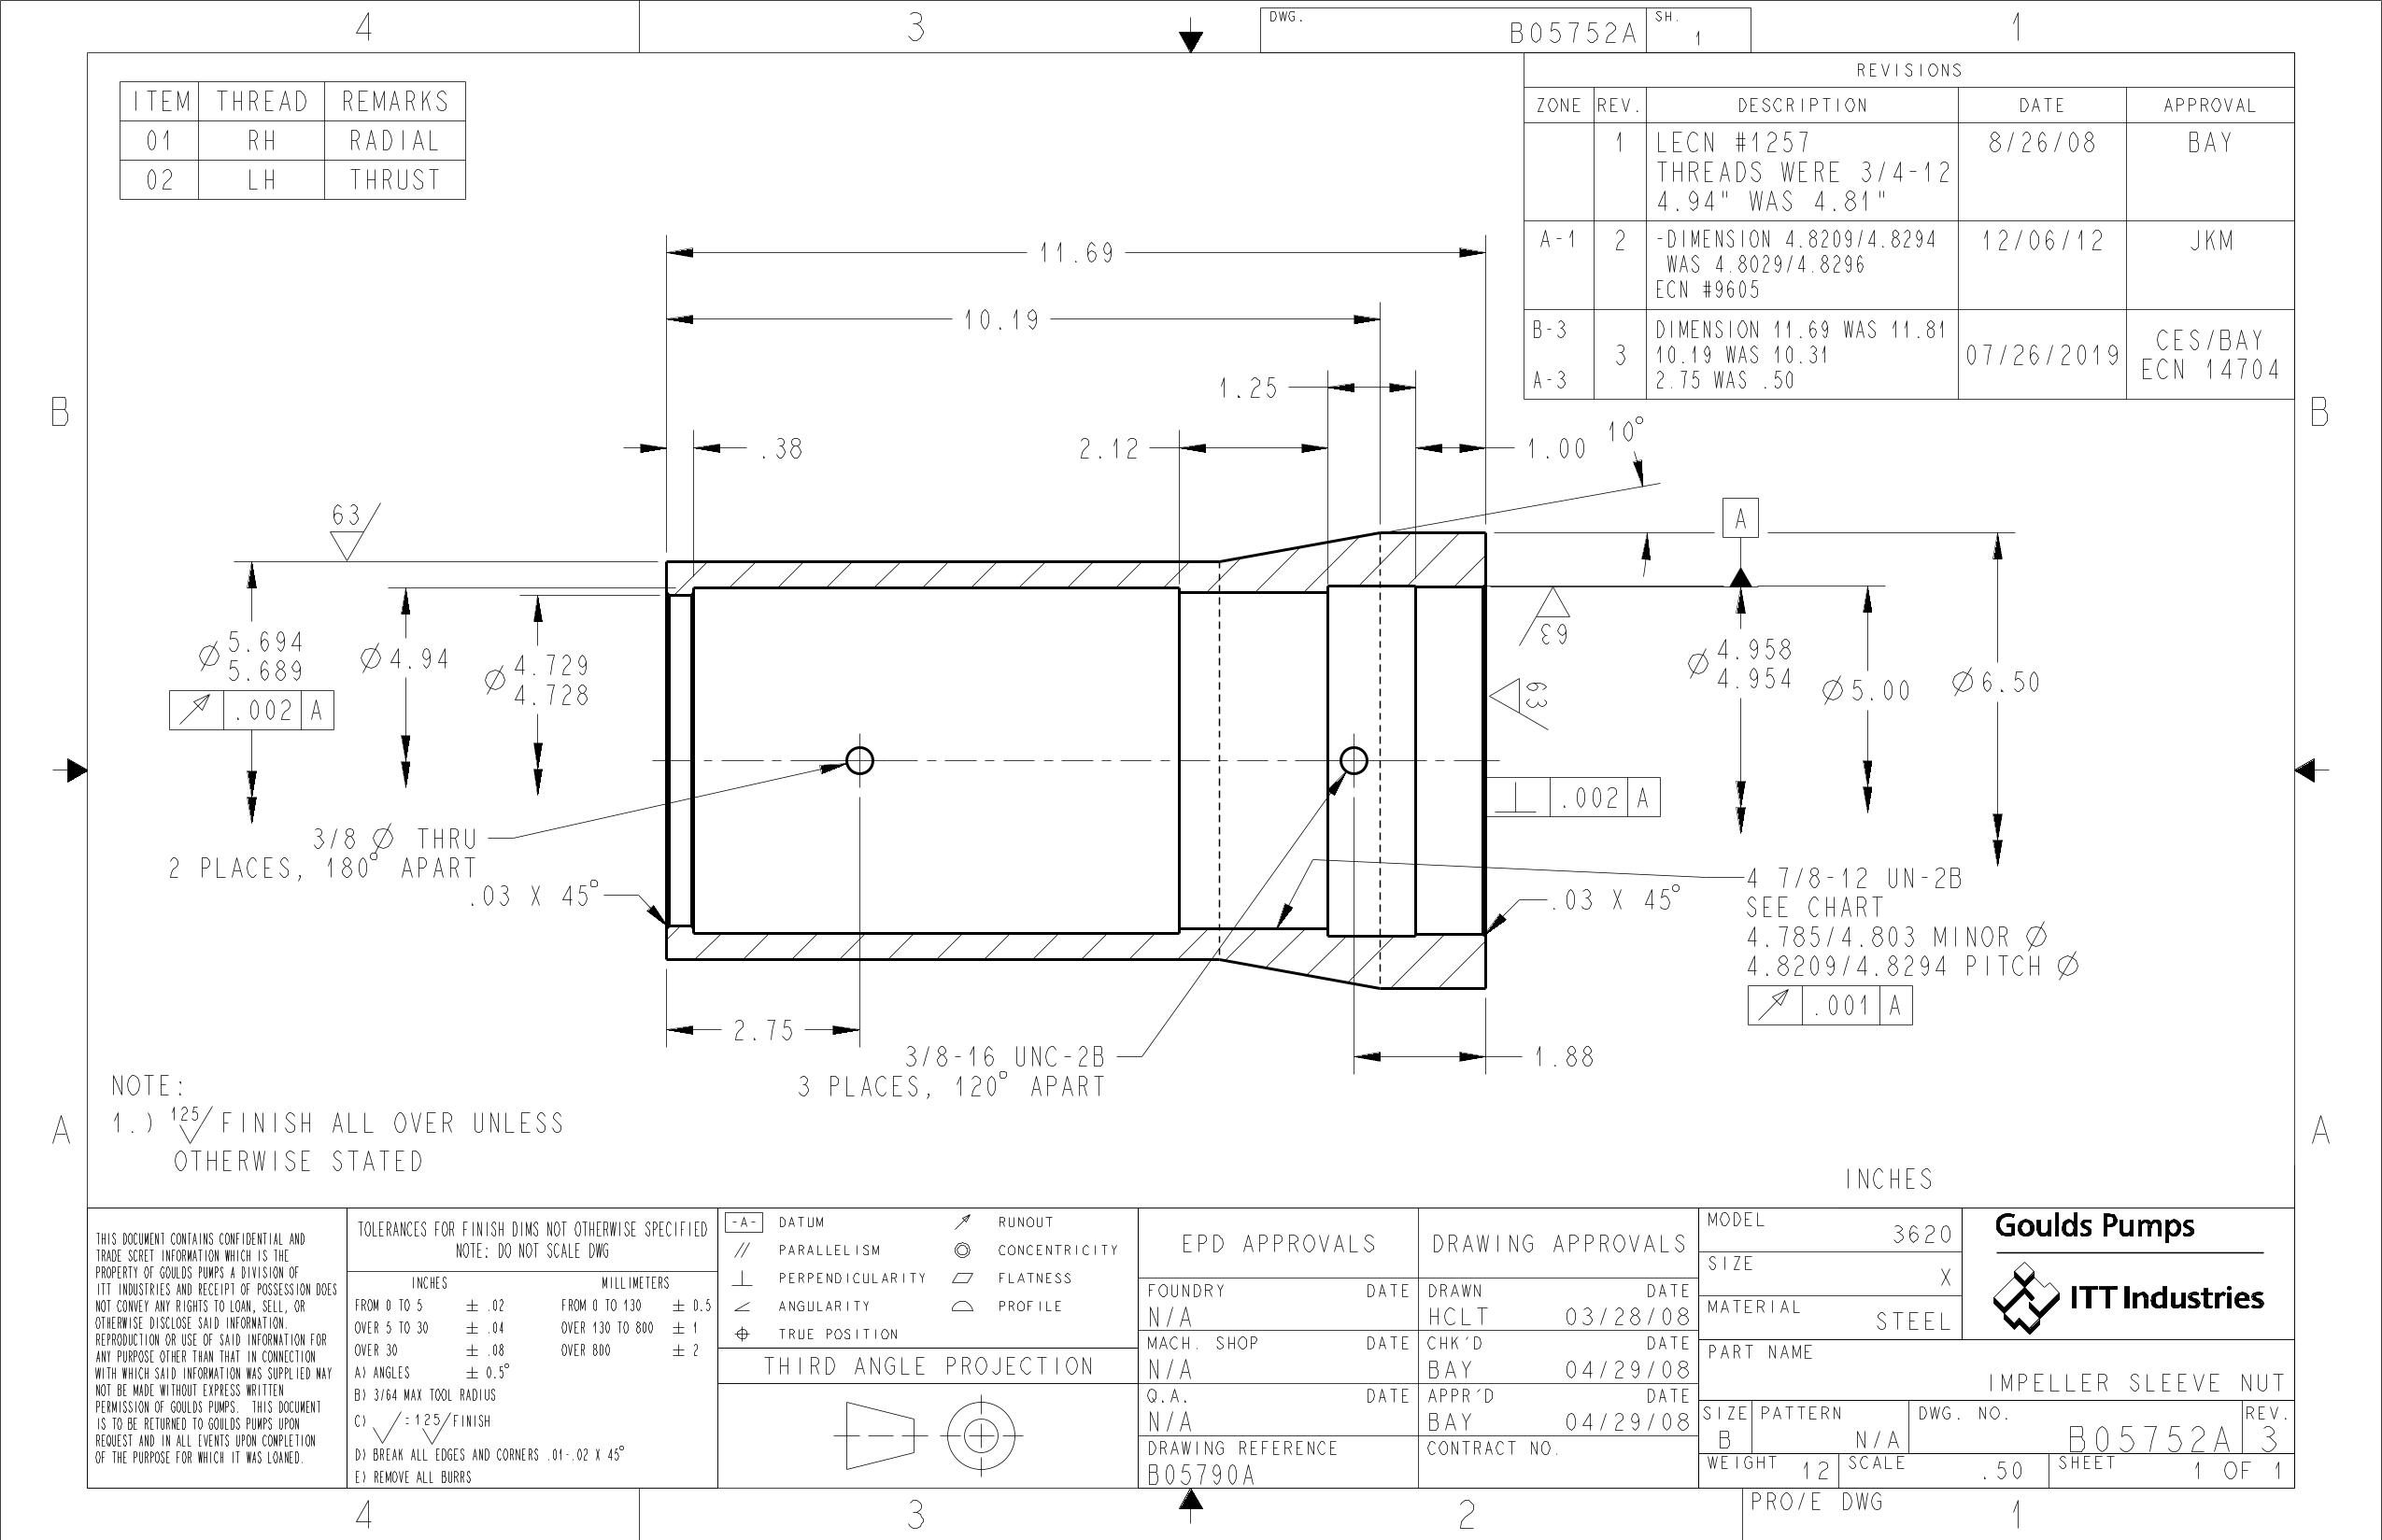 4
3
DWG.
B05752A
SH.
1
1
ITEM THREAD REMARKS
01 RH RADIAL
02 LH THRUST
REVISIONS
ZONE REV. DESCRIPTION DATE APPROVAL
1 LECN #1257 8/26/08 BAY
THREADS WERE 3/4-12
4.94" WAS 4.81"
A-1 2 -DIMENSION 4.8209/4.8294 12/06/12 JKM
WAS 4.8029/4.8296
ECN #9605
B-3 DIMENSION 11.69 WAS 11.81 CES/BAY
3 10.19 WAS 10.31 07/26/2019 ECN 14704
A-3 2.75 WAS .50
B
B
11.69
10.19
1.25
.38
2.12
1.00
10°
63
A
Ø 5.694
5.689
.002 A
Ø4.94
Ø 4.729
4.728
63
63
Ø 4.958
4.954
Ø5.00
Ø6.50
.002 A
3/8 Ø THRU
2 PLACES, 180° APART
.03 X 45°
.03 X 45°
4 7/8-12 UN-2B
SEE CHART
4.785/4.803 MINOR Ø
4.8209/4.8294 PITCH Ø
.001 A
2.75
3/8-16 UNC-2B
3 PLACES, 120° APART
1.88
NOTE:
1.) 125 FINISH ALL OVER UNLESS
OTHERWISE STATED
A
A
INCHES
THIS DOCUMENT CONTAINS CONFIDENTIAL AND
TRADE SCRET INFORMATION WHICH IS THE
PROPERTY OF GOULDS PUMPS A DIVISION OF
ITT INDUSTRIES AND RECEIPT OF POSSESSION DOES
NOT CONVEY ANY RIGHTS TO LOAN, SELL, OR
OTHERWISE DISCLOSE SAID INFORMATION.
REPRODUCTION OR USE OF SAID INFORMATION FOR
ANY PURPOSE OTHER THAN THAT IN CONNECTION
WITH WHICH SAID INFORMATION WAS SUPPLIED MAY
NOT BE MADE WITHOUT EXPRESS WRITTEN
PERMISSION OF GOULDS PUMPS. THIS DOCUMENT
IS TO BE RETURNED TO GOULDS PUMPS UPON
REQUEST AND IN ALL EVENTS UPON COMPLETION
OF THE PURPOSE FOR WHICH IT WAS LOANED.
TOLERANCES FOR FINISH DIMS NOT OTHERWISE SPECIFIED
NOTE: DO NOT SCALE DWG
INCHES MILLIMETERS
FROM 0 TO 5 ± .02 FROM 0 TO 130 ± 0.5
OVER 5 TO 30 ± .04 OVER 130 TO 800 ± 1
OVER 30 ± .08 OVER 800 ± 2
A) ANGLES ± 0.5°
B) 3/64 MAX TOOL RADIUS
C) = 125 FINISH
D) BREAK ALL EDGES AND CORNERS .01-.02 X 45°
E) REMOVE ALL BURRS
-A- DATUM RUNOUT
PARALLELISM CONCENTRICITY
PERPENDICULARITY FLATNESS
ANGULARITY PROFILE
TRUE POSITION
THIRD ANGLE PROJECTION
EPD APPROVALS
FOUNDRY DATE
N/A
MACH. SHOP DATE
N/A
Q.A. DATE
N/A
DRAWING REFERENCE
B05790A
DRAWING APPROVALS
DRAWN DATE
HCLT 03/28/08
CHK'D DATE
BAY 04/29/08
APPR'D DATE
BAY 04/29/08
CONTRACT NO.
MODEL
3620
SIZE
X
MATERIAL
STEEL
Goulds Pumps
ITT Industries
PART NAME
IMPELLER SLEEVE NUT
SIZE PATTERN DWG. NO. REV.
B N/A B05752A 3
WEIGHT 12 SCALE .50 SHEET 1 OF 1
4
3
2
PRO/E DWG
1